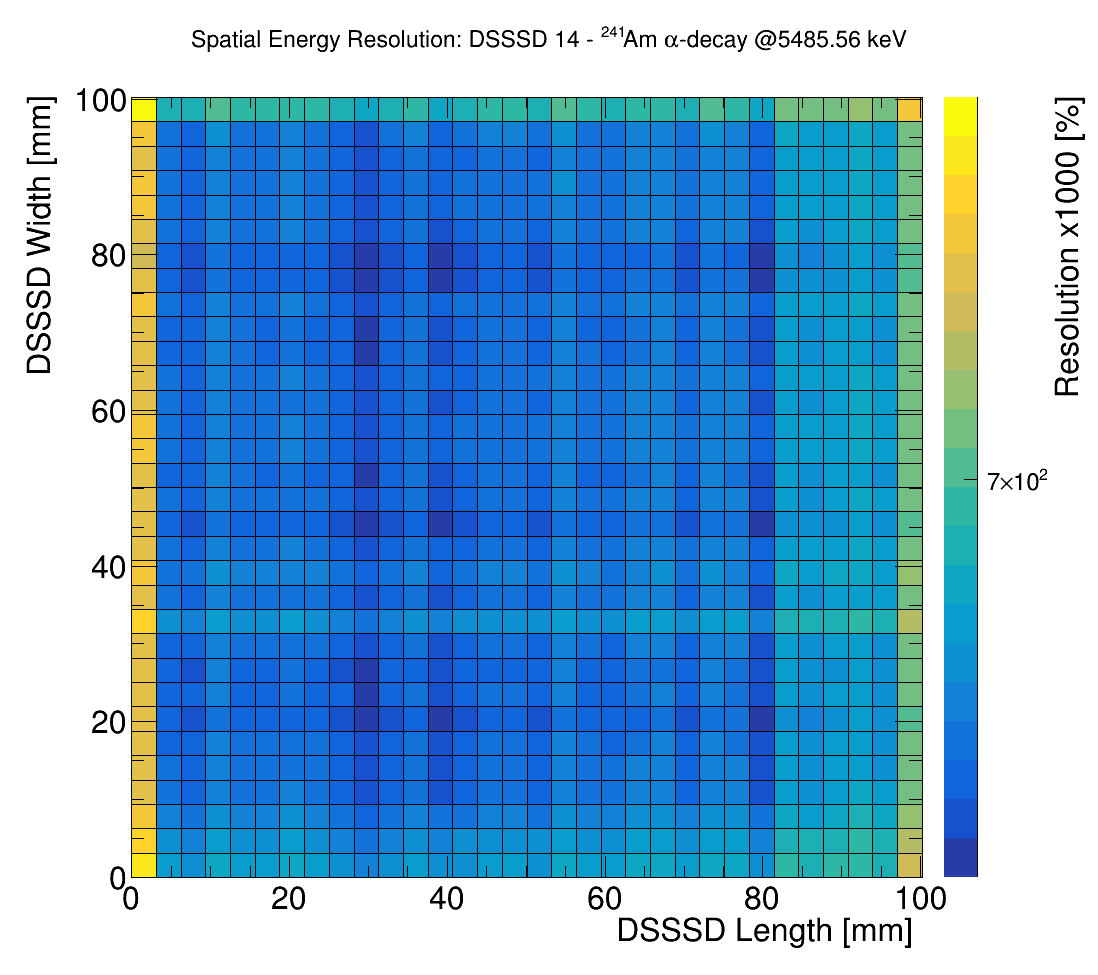 Spatial Energy Resolution: DSSSD 14 - ²⁴¹Am α-decay @5485.56 keV
DSSSD Width [mm]
100
80
60
40
20
0
0 20 40 60 80 100
DSSSD Length [mm]
7×10²
Resolution x1000 [%]